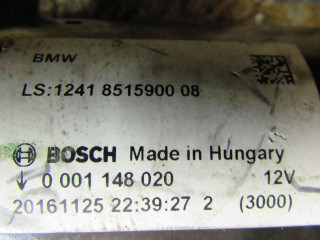 BMW
LS:1241 8515900 08
BOSCH Made in Hungary
↓ 0 001 148 020 12V
20161125 22:39:27 2 (3000)